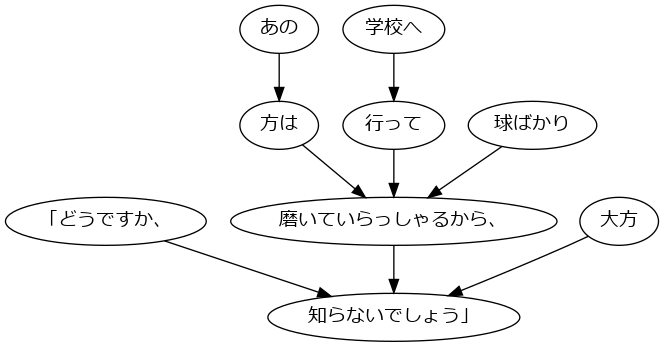 あの
学校へ
方は
行って
球ばかり
「どうですか、
磨いていらっしゃるから、
大方
知らないでしょう」